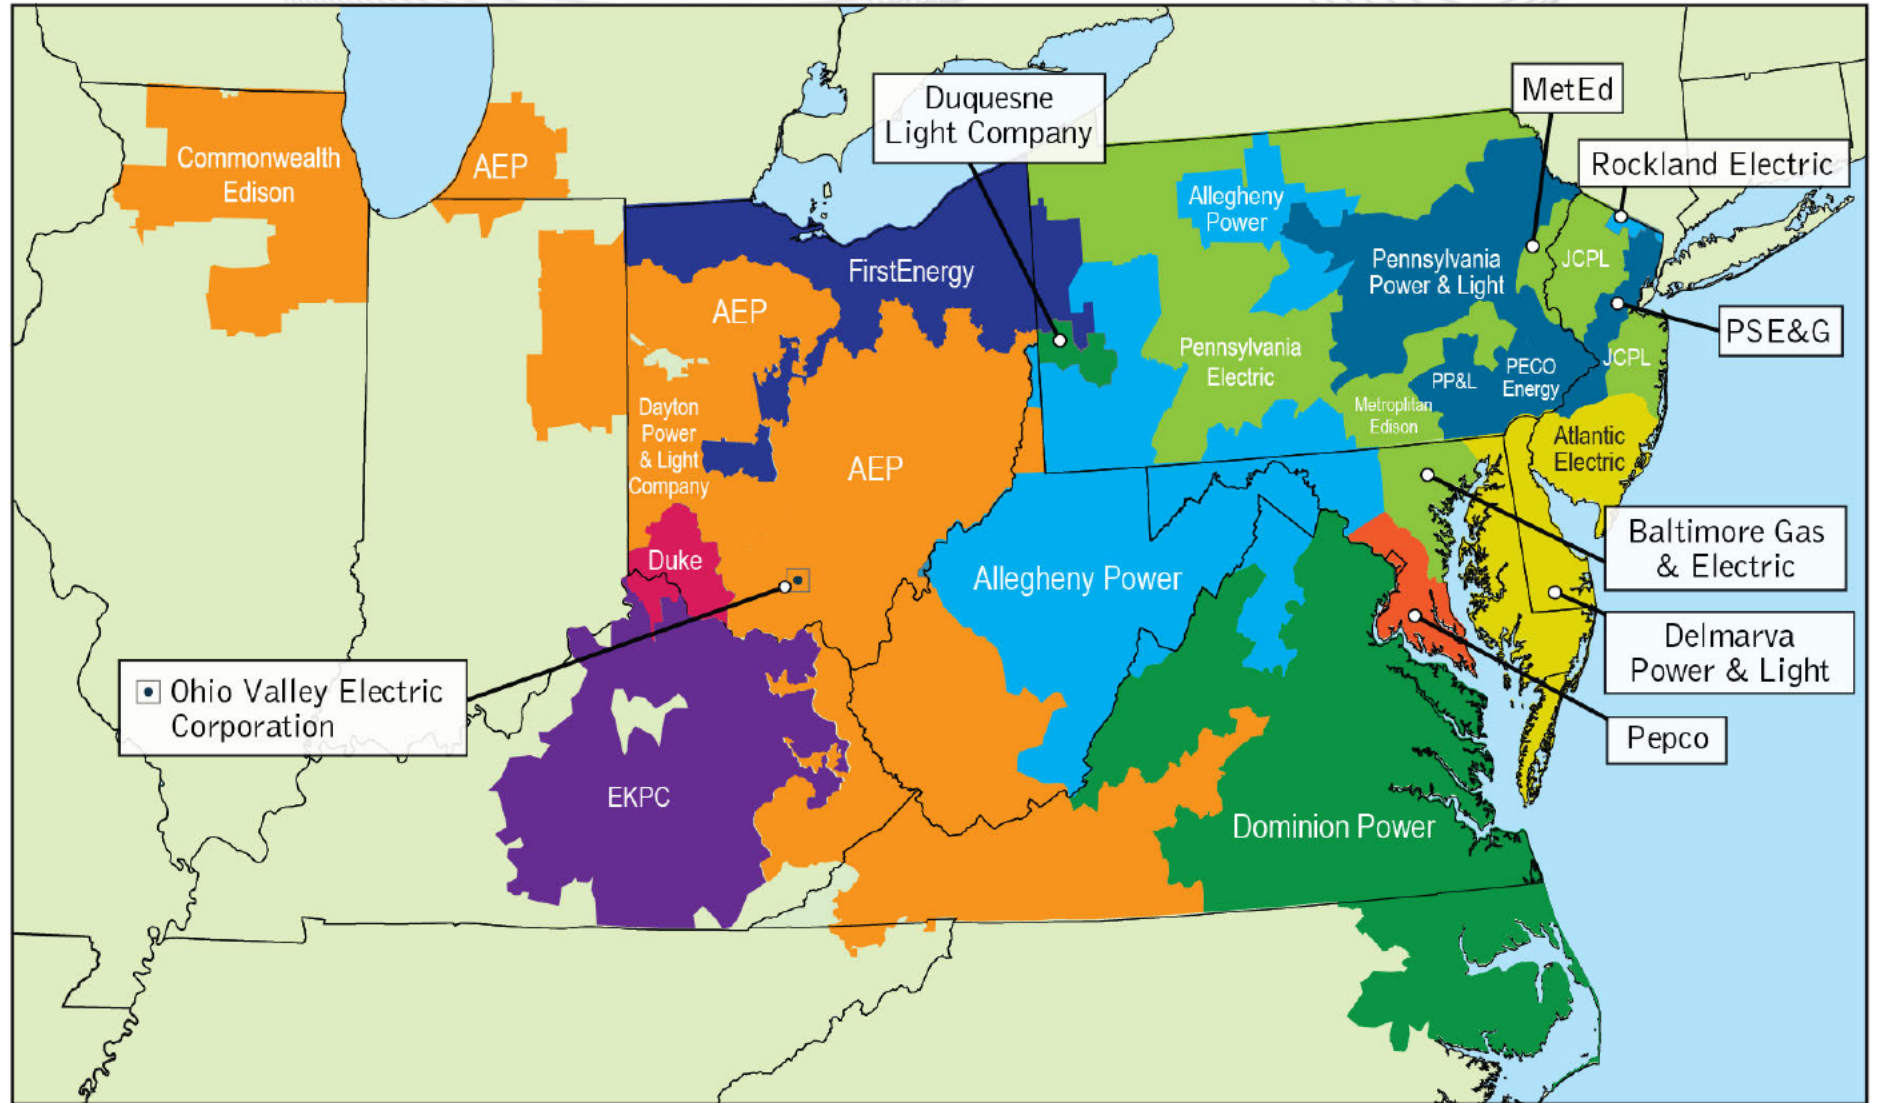 Duquesne
Light Company
MetEd
Rockland Electric
Commonwealth
Edison
AEP
Allegheny
Power
FirstEnergy
Pennsylvania
Power & Light
JCPL
AEP
PSE&G
Pennsylvania
Electric
JCPL
PP&L
PECO
Energy
Dayton
Power
& Light
Company
Metroplitan
Edison
AEP
Atlantic
Electric
Baltimore Gas
& Electric
Duke
Allegheny Power
Delmarva
Power & Light
Ohio Valley Electric
Corporation
Pepco
EKPC
Dominion Power